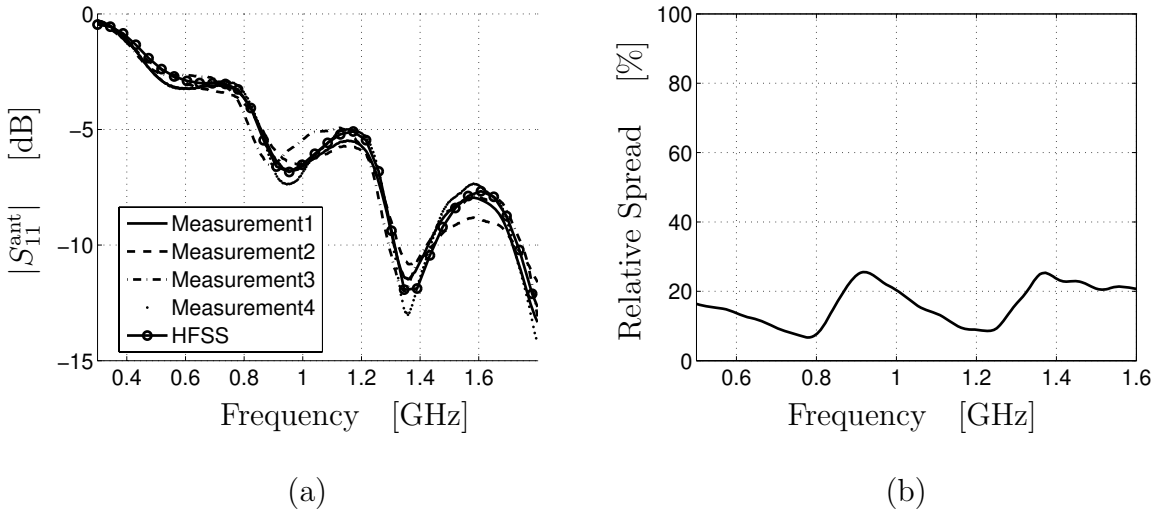 0
−5
−10
−15
|S_11^ant| [dB]
Measurement1
Measurement2
Measurement3
Measurement4
HFSS
0.4 0.6 0.8 1 1.2 1.4 1.6
Frequency [GHz]
(a)
100
80
60
40
20
0
Relative Spread [%]
0.6 0.8 1 1.2 1.4 1.6
Frequency [GHz]
(b)